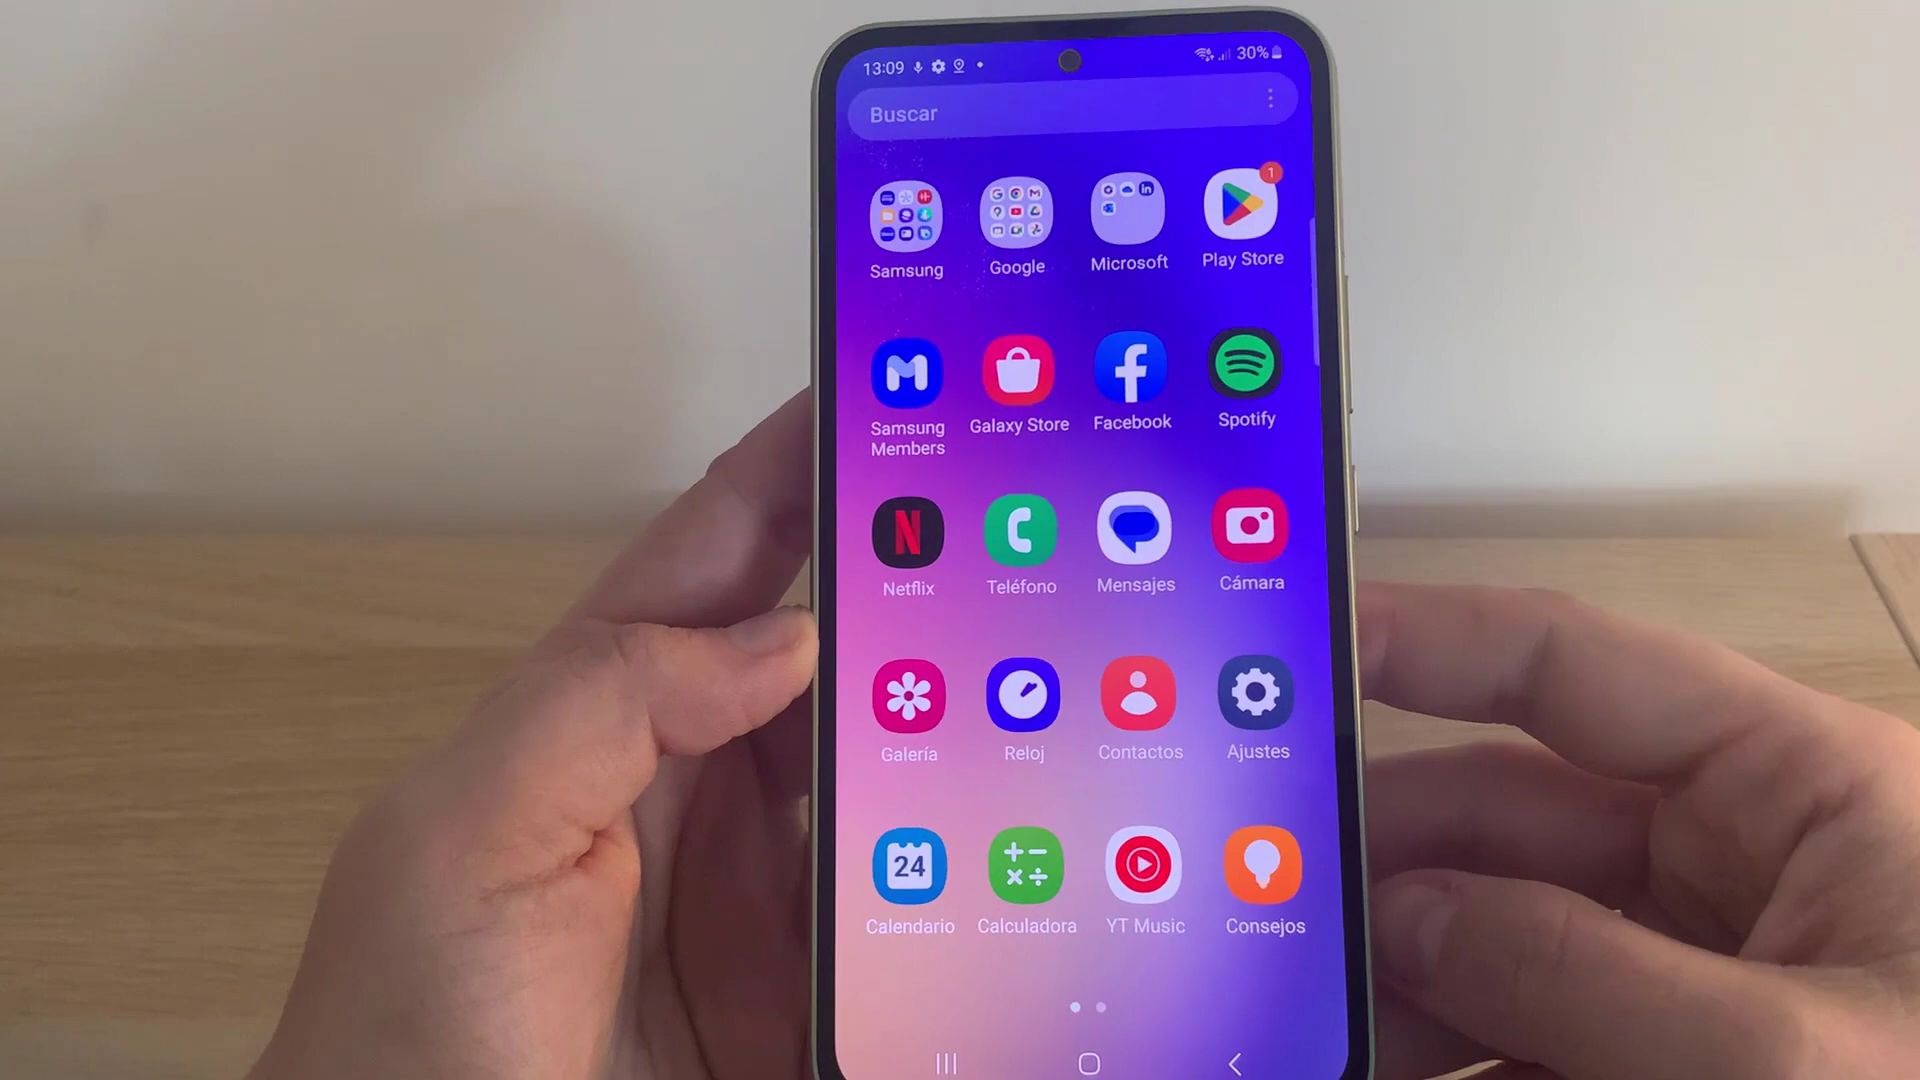 13:09
30%
Buscar
1
Samsung
Google
Microsoft
Play Store
Samsung
Members
Galaxy Store
Facebook
Spotify
Netflix
Teléfono
Mensajes
Cámara
Galería
Reloj
Contactos
Ajustes
24
Calendario
Calculadora
YT Music
Consejos